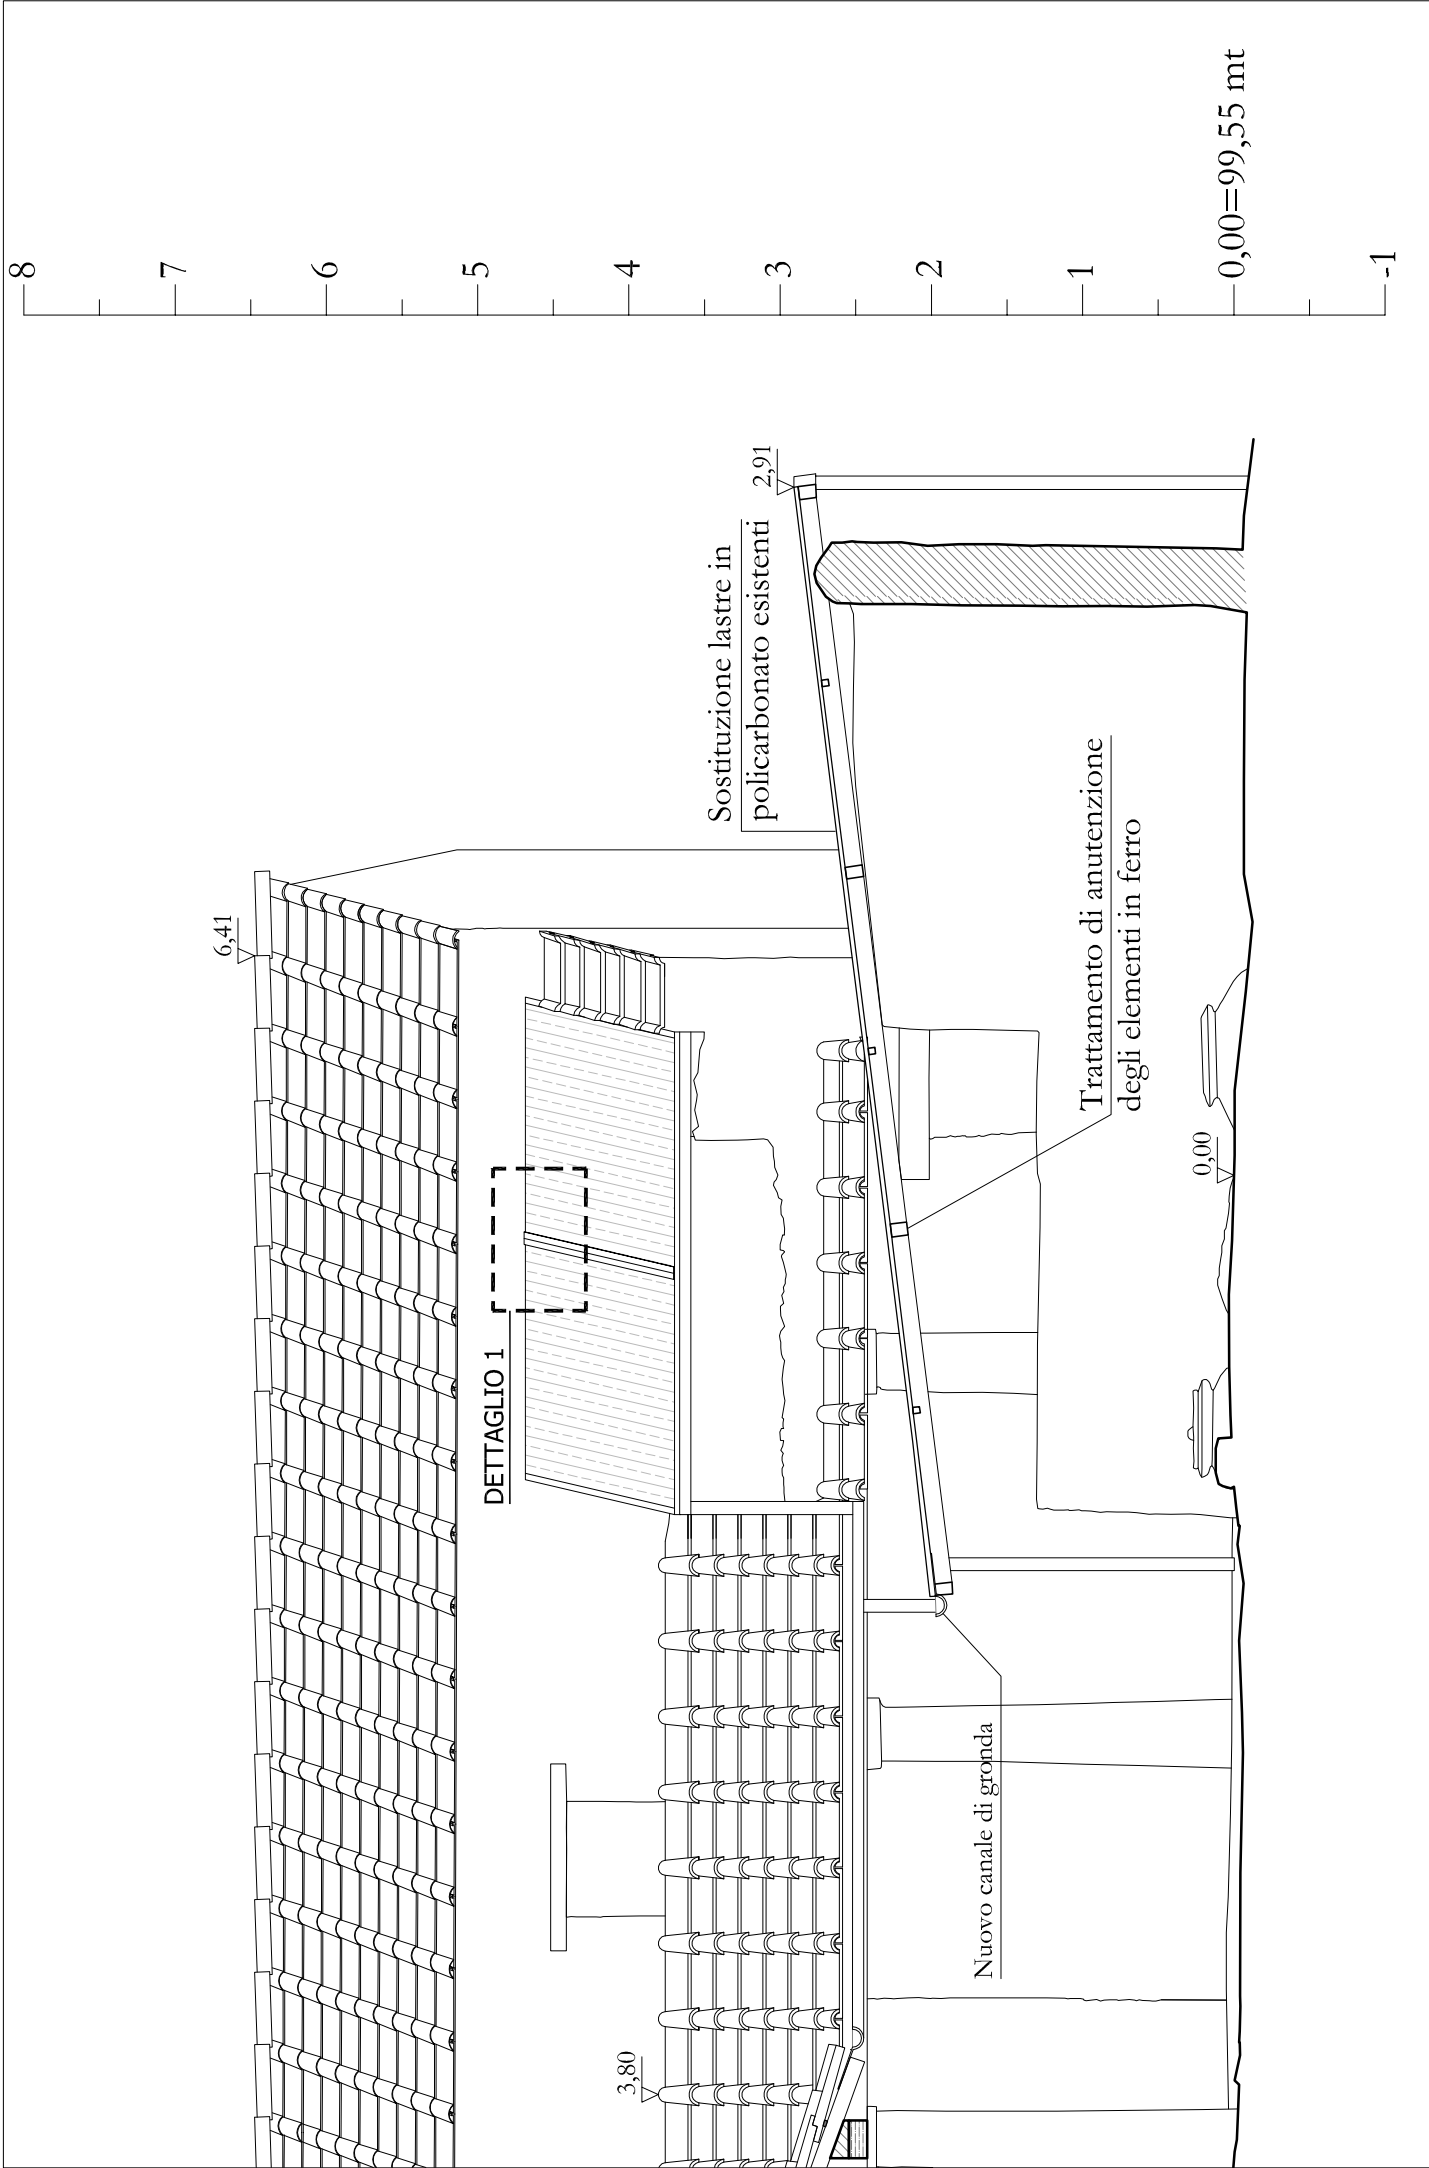 8
7
6
5
4
3
2
1
0,00=99,55 mt
-1
6,41
2,91
Sostituzione lastre in
policarbonato esistenti
DETTAGLIO 1
Trattamento di anutenzione
degli elementi in ferro
0,00
Nuovo canale di gronda
3,80